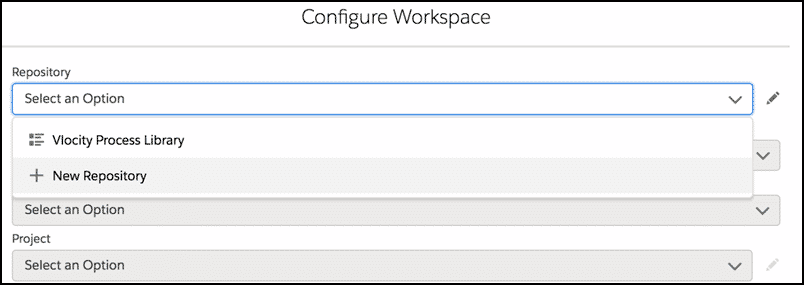 Configure Workspace
Repository
Select an Option
Vlocity Process Library
New Repository
Select an Option
Project
Select an Option